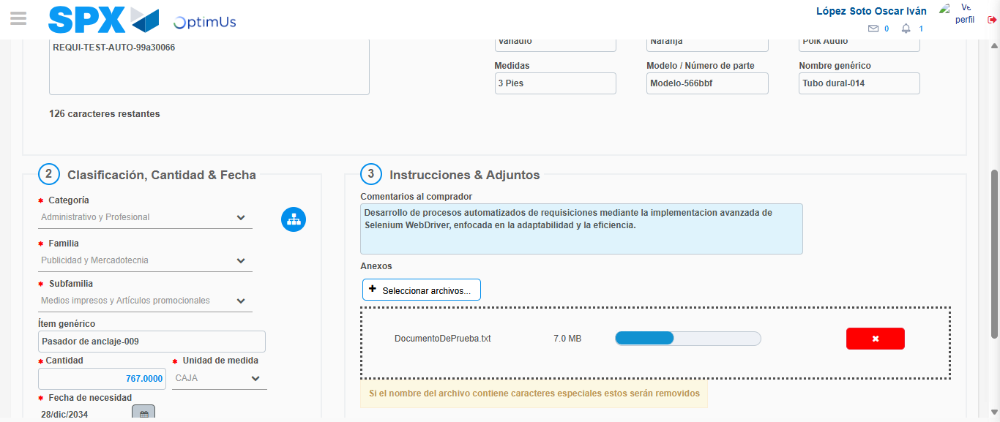 SPX
OptimUs
López Soto Oscar Iván
0
1
Ve
perfil
REQUI-TEST-AUTO-99a30066
126 caracteres restantes
Vanadio
Naranja
Polk Audio
Medidas
Modelo / Número de parte
Nombre genérico
3 Pies
Modelo-566bbf
Tubo dural-014
2 Clasificación, Cantidad & Fecha
* Categoría
Administrativo y Profesional
* Familia
Publicidad y Mercadotecnia
* Subfamilia
Medios impresos y Artículos promocionales
Ítem genérico
Pasador de anclaje-009
* Cantidad
* Unidad de medida
767.0000
CAJA
* Fecha de necesidad
28/dic/2034
3 Instrucciones & Adjuntos
Comentarios al comprador
Desarrollo de procesos automatizados de requisiciones mediante la implementacion avanzada de
Selenium WebDriver, enfocada en la adaptabilidad y la eficiencia.
Anexos
+ Seleccionar archivos...
DocumentoDePrueba.txt
7.0 MB
Si el nombre del archivo contiene caracteres especiales estos serán removidos